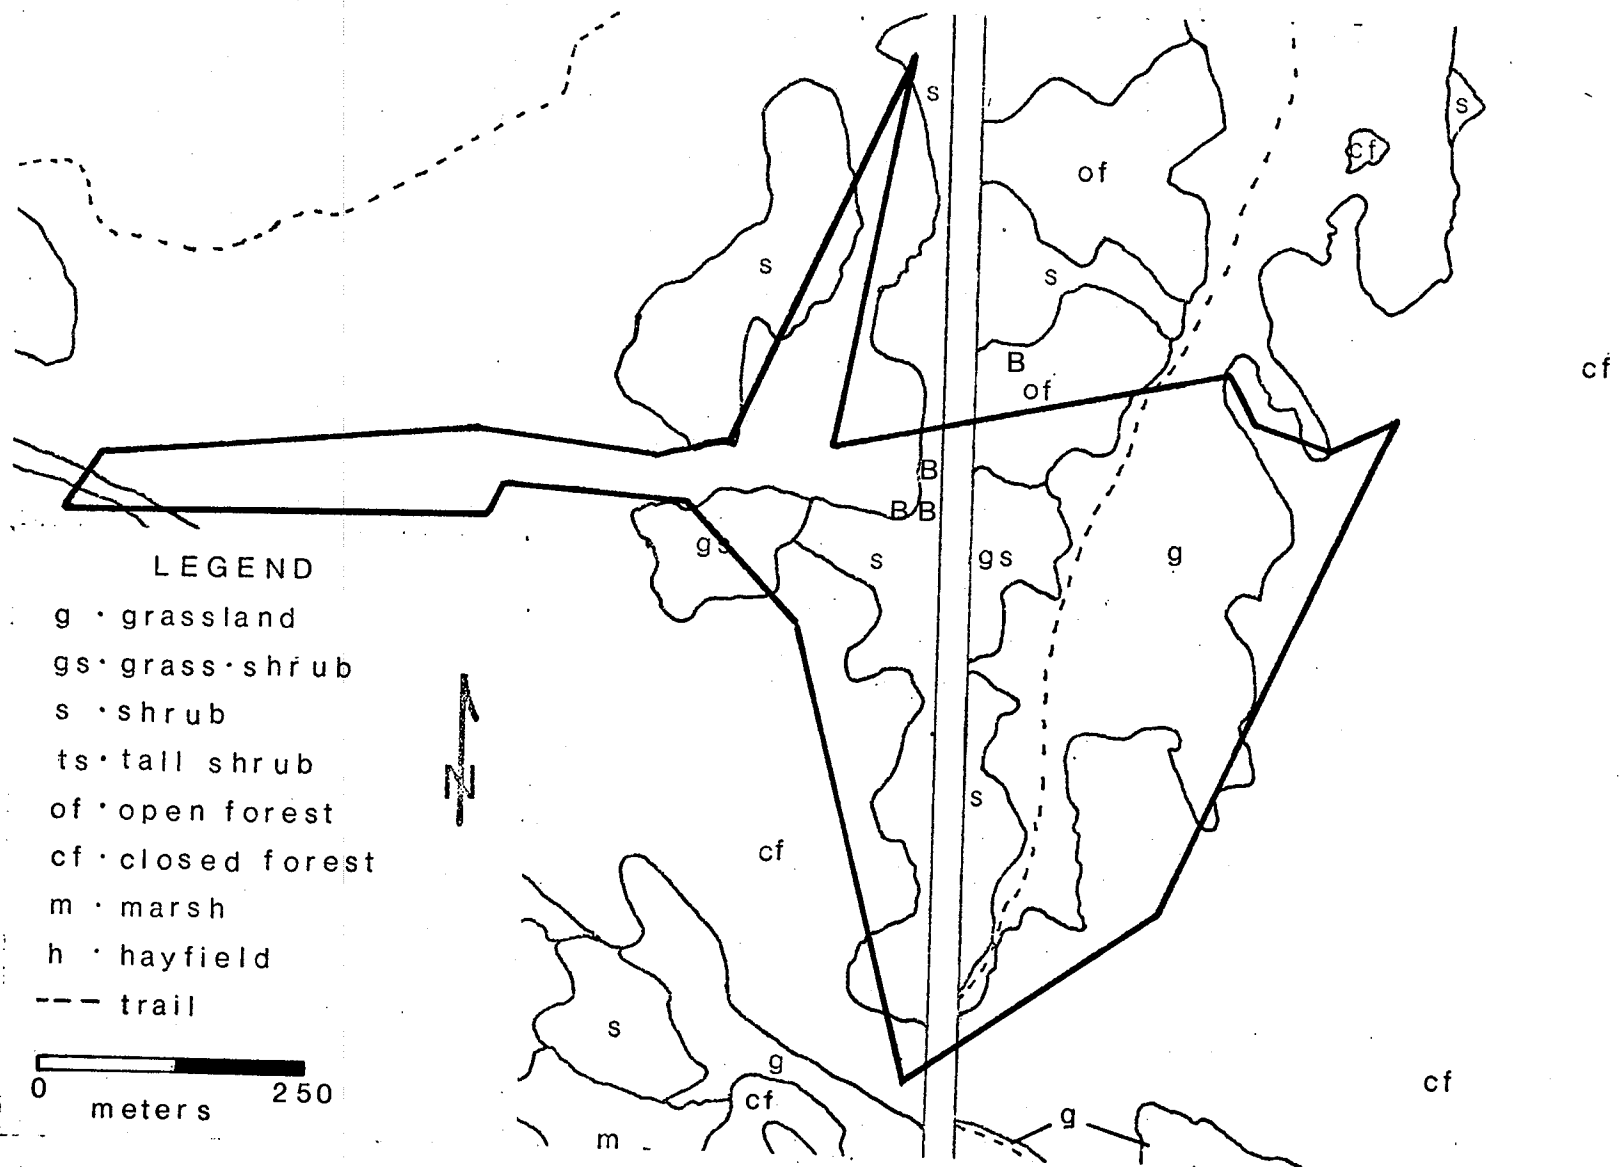 s
s
cf
of
s
s
B
of
cf
B
B B
gs
s
gs
g
LEGEND
g · grassland
gs · grass·shrub
s · shrub
ts · tall shrub
of · open forest
cf · closed forest
m · marsh
h · hayfield
--- trail
0 250
meters
N
s
cf
s
g
cf
m
cf
g